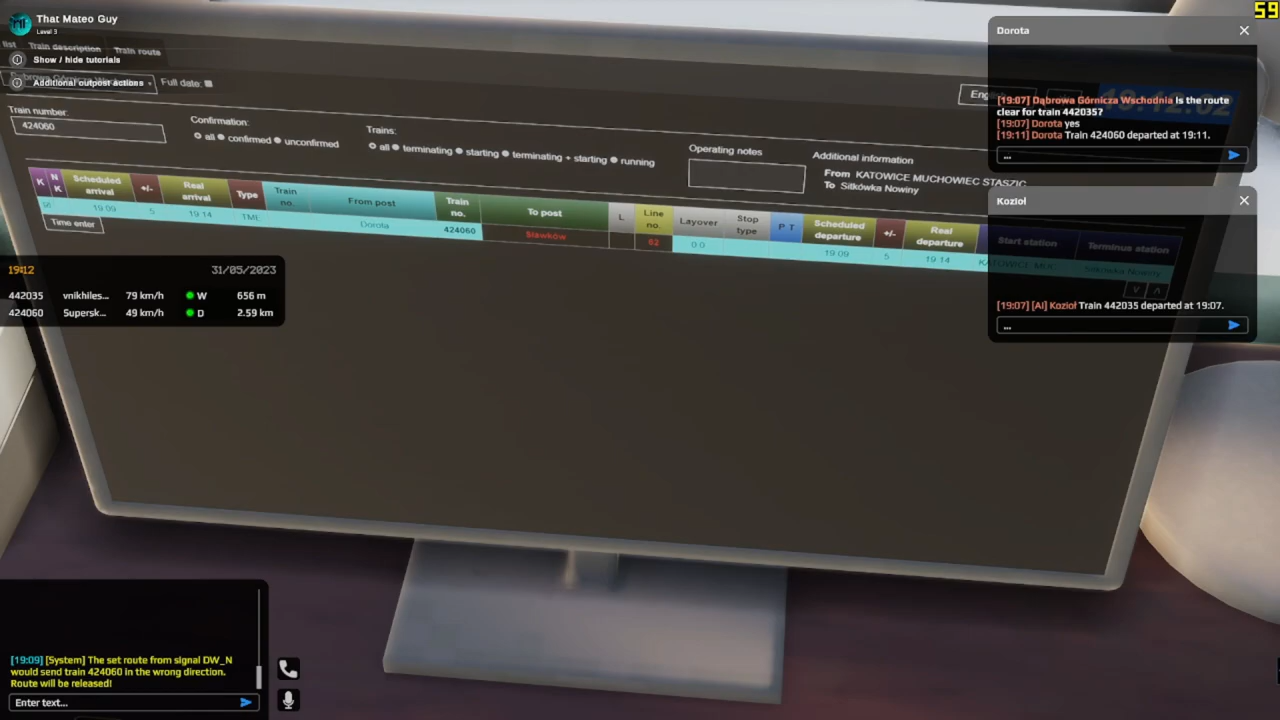 That Mateo Guy
Level 3
59
list Train description Train route
Show / hide tutorials
Additional outpost actions
Full date:
Train number:
424060
Confirmation:
all confirmed unconfirmed
Trains:
all terminating starting terminating + starting running
Operating notes
Additional information
From KATOWICE MUCHOWIEC STASZIC
To Sitkówka Nowiny
K NK Scheduled arrival +/- Real arrival Type Train no. From post Train no. To post L Line no. Layover Stop type P T Scheduled departure +/- Real departure Start station Terminus station
19:09 5 19:14 TME Dorota 424060 Sławków 62 0.0 19:09 5 19:14 KATOWICE MUC Sitkówka Nowiny
Time enter
19:12 31/05/2023
442035 vnikhiles... 79 km/h W 656 m
424060 Supersk... 49 km/h D 2.59 km
Dorota
[19:07] Dąbrowa Górnicza Wschodnia Is the route
clear for train 442035?
[19:07] Dorota yes
[19:11] Dorota Train 424060 departed at 19:11.
...
Kozioł
[19:07] [AI] Kozioł Train 442035 departed at 19:07.
...
[19:09] [System] The set route from signal DW_N
would send train 424060 in the wrong direction.
Route will be released!
Enter text...